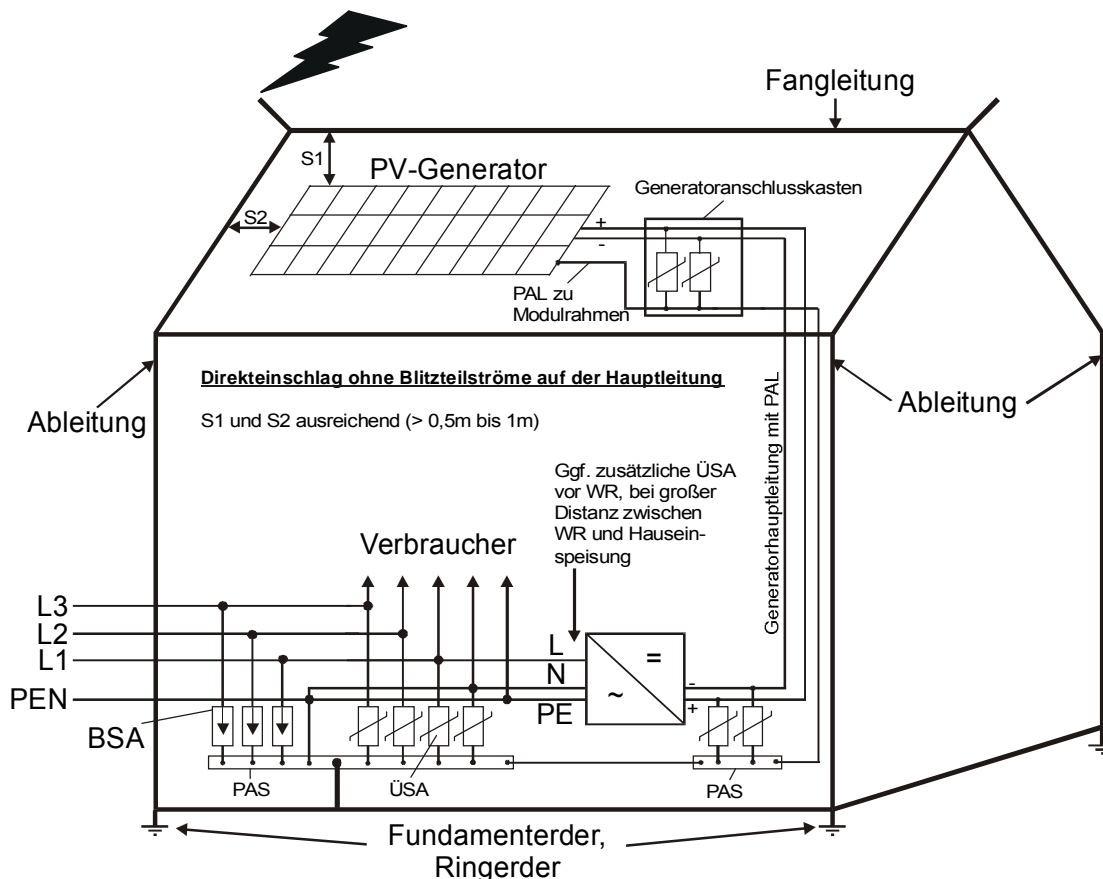 Fangleitung
S1
PV-Generator
Generatoranschlusskasten
S2
+
-
PAL zu
Modulrahmen
Direkteinschlag ohne Blitzteilströme auf der Hauptleitung
S1 und S2 ausreichend (> 0,5m bis 1m)
Ableitung
Ableitung
Generatorhauptleitung mit PAL
Ggf. zusätzliche ÜSA
vor WR, bei großer
Distanz zwischen
WR und Hausein-
speisung
Verbraucher
L3
L2
L1
PEN
L
N
PE
=
~
-
+
BSA
PAS
ÜSA
PAS
Fundamenterder,
Ringerder